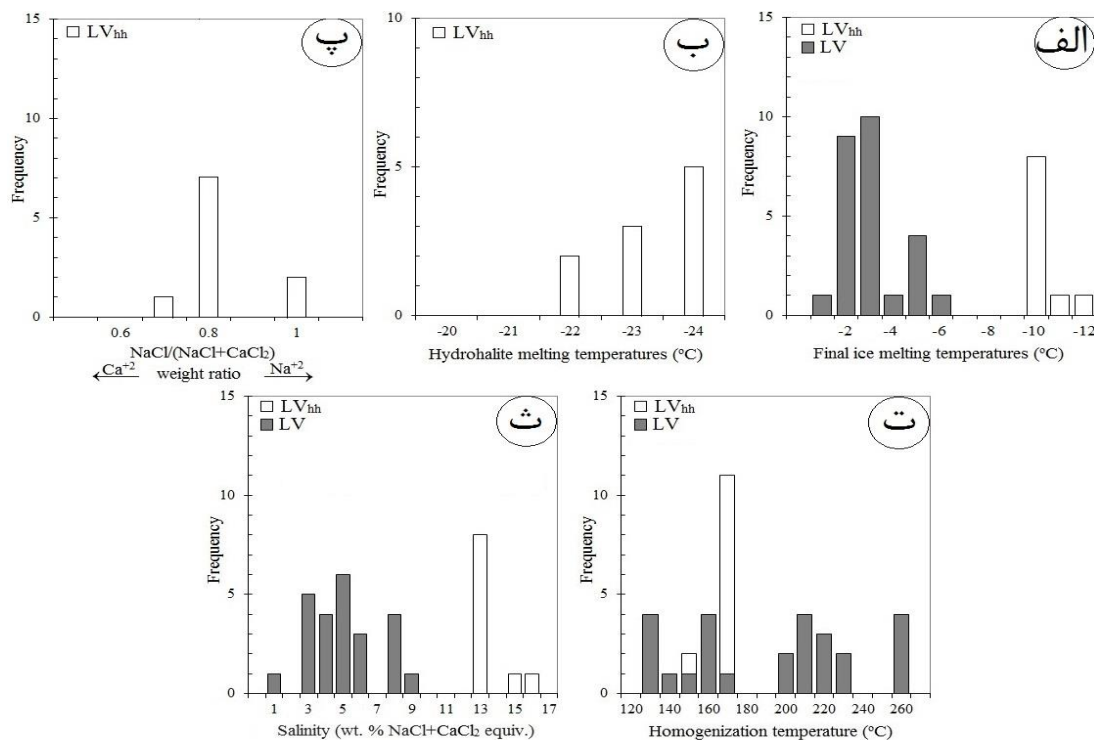 15
10
5
0
Frequency
LVhh
پ
0.6 0.8 1
NaCl/(NaCl+CaCl2)
Ca+2 weight ratio Na+2
10
5
0
Frequency
LVhh
ب
-20 -21 -22 -23 -24
Hydrohalite melting temperatures (°C)
15
10
5
0
Frequency
LVhh
LV
الف
-2 -4 -6 -8 -10 -12
Final ice melting temperatures (°C)
15
10
5
0
Frequency
LVhh
LV
ث
1 3 5 7 9 11 13 15 17
Salinity (wt. % NaCl+CaCl2 equiv.)
15
10
5
0
Frequency
LVhh
LV
ت
120 140 160 180 200 220 240 260
Homogenization temperature (°C)